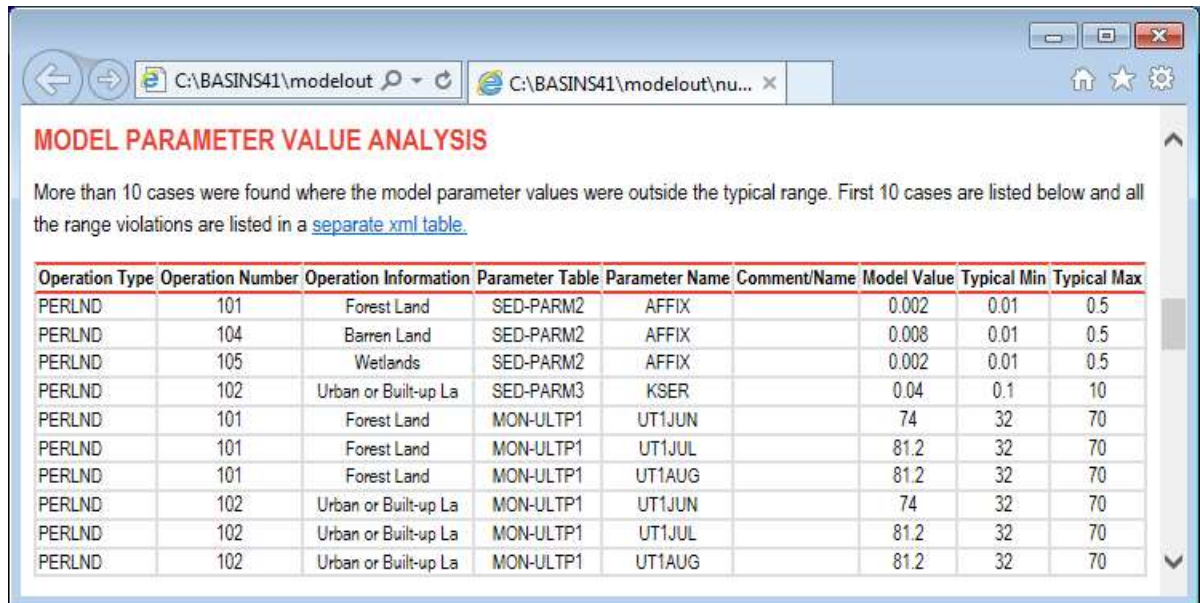 C:\BASINS41\modelout
C:\BASINS41\modelout\nu...
MODEL PARAMETER VALUE ANALYSIS
More than 10 cases were found where the model parameter values were outside the typical range. First 10 cases are listed below and all
the range violations are listed in a separate xml table.
Operation Type Operation Number Operation Information Parameter Table Parameter Name Comment/Name Model Value Typical Min Typical Max
PERLND 101 Forest Land SED-PARM2 AFFIX 0.002 0.01 0.5
PERLND 104 Barren Land SED-PARM2 AFFIX 0.008 0.01 0.5
PERLND 105 Wetlands SED-PARM2 AFFIX 0.002 0.01 0.5
PERLND 102 Urban or Built-up La SED-PARM3 KSER 0.04 0.1 10
PERLND 101 Forest Land MON-ULTP1 UT1JUN 74 32 70
PERLND 101 Forest Land MON-ULTP1 UT1JUL 81.2 32 70
PERLND 101 Forest Land MON-ULTP1 UT1AUG 81.2 32 70
PERLND 102 Urban or Built-up La MON-ULTP1 UT1JUN 74 32 70
PERLND 102 Urban or Built-up La MON-ULTP1 UT1JUL 81.2 32 70
PERLND 102 Urban or Built-up La MON-ULTP1 UT1AUG 81.2 32 70